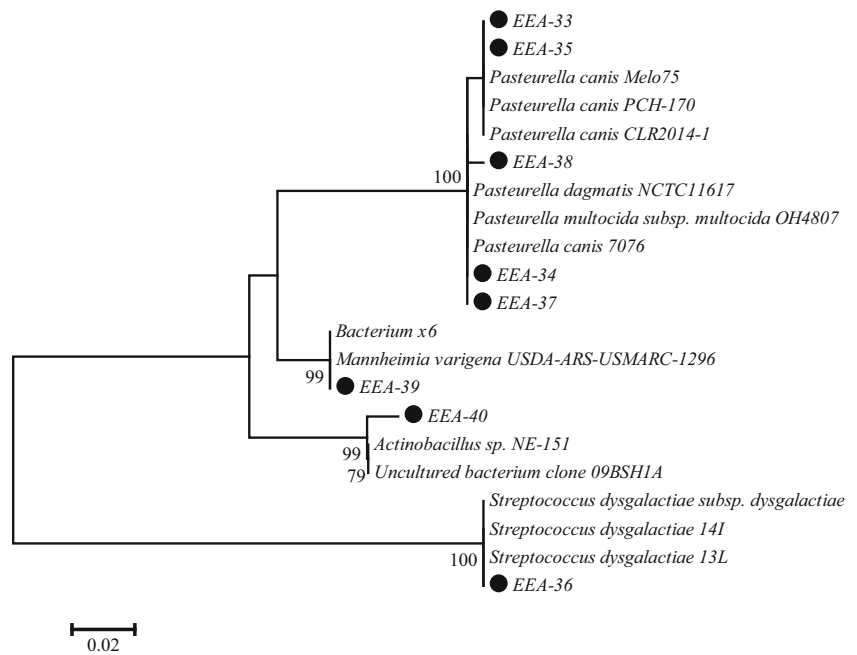 EEA-33
EEA-35
Pasteurella canis Melo75
Pasteurella canis PCH-170
Pasteurella canis CLR2014-1
EEA-38
100
Pasteurella dagmatis NCTC11617
Pasteurella multocida subsp. multocida OH4807
Pasteurella canis 7076
EEA-34
EEA-37
Bacterium x6
Mannheimia varigena USDA-ARS-USMARC-1296
99
EEA-39
EEA-40
Actinobacillus sp. NE-151
99
Uncultured bacterium clone 09BSH1A
79
Streptococcus dysgalactiae subsp. dysgalactiae
Streptococcus dysgalactiae 14I
Streptococcus dysgalactiae 13L
100
EEA-36
0.02